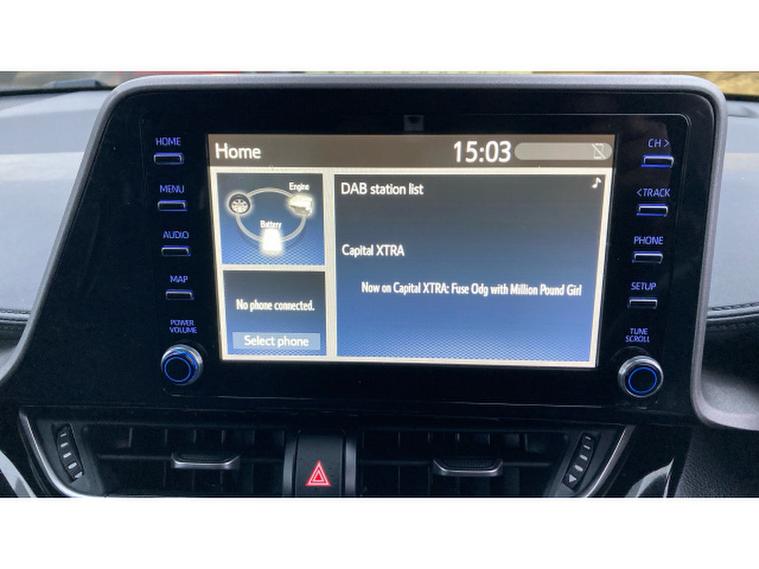 HOME
MENU
AUDIO
MAP
POWER
VOLUME
Home
15:03
Engine
Battery
No phone connected.
Select phone
DAB station list
Capital XTRA
Now on Capital XTRA: Fuse Odg with Million Pound Girl
CH >
< TRACK
PHONE
SETUP
TUNE
SCROLL